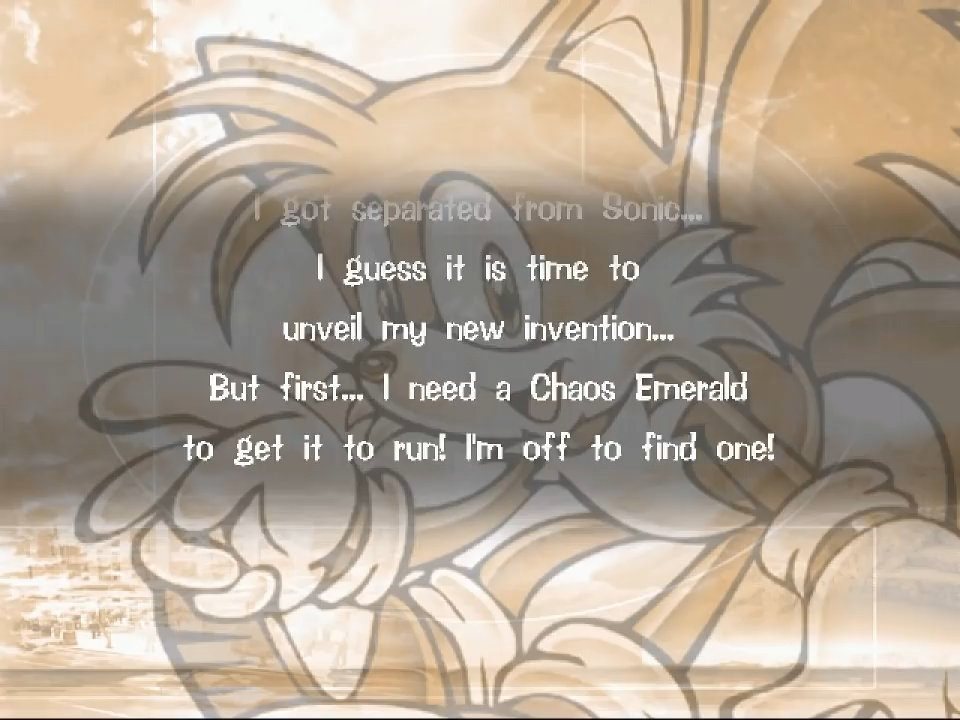 I got separated from Sonic...
I guess it is time to
unveil my new invention...
But first... I need a Chaos Emerald
to get it to run! I'm off to find one!